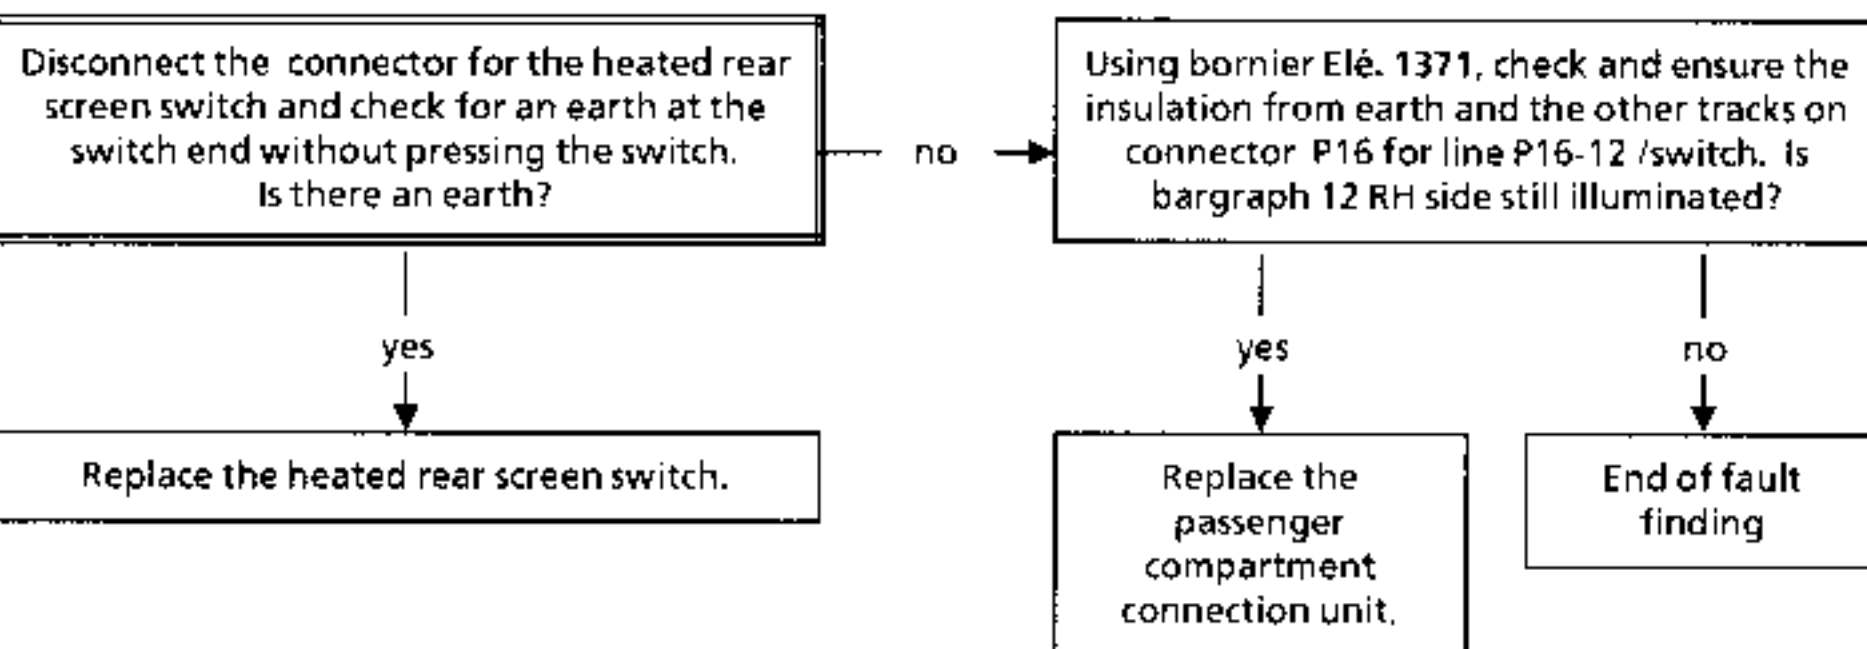 Disconnect the connector for the heated rear
screen switch and check for an earth at the
switch end without pressing the switch.
Is there an earth?
no
Using bornier Elé. 1371, check and ensure the
insulation from earth and the other tracks on
connector P16 for line P16-12 /switch. Is
bargraph 12 RH side still illuminated?
yes
yes
no
Replace the heated rear screen switch.
Replace the
passenger
compartment
connection unit.
End of fault
finding